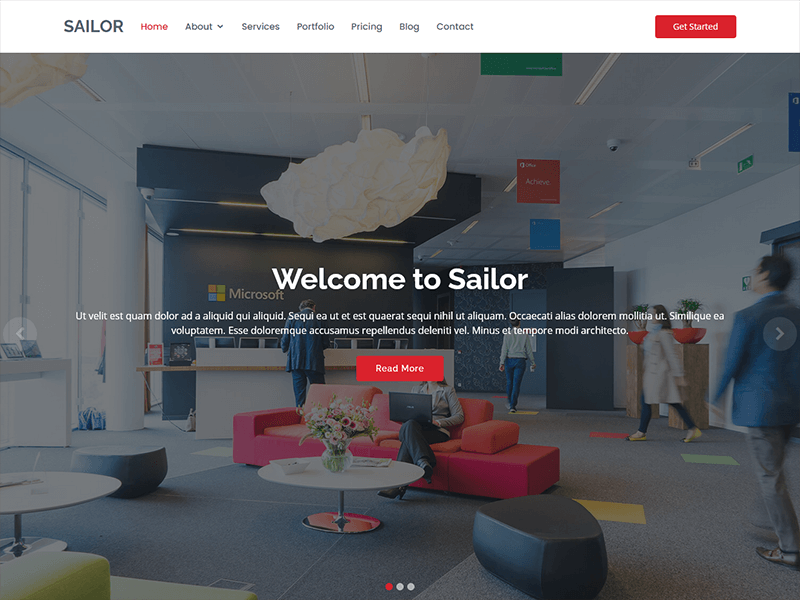 SAILOR
Home
About
Services
Portfolio
Pricing
Blog
Contact
Get Started
Office
Achieve
Microsoft
Welcome to Sailor
Ut velit est quam dolor ad a aliquid qui aliquid. Sequi ea ut et est quaerat sequi nihil ut aliquam. Occaecati alias dolorem mollitia ut. Similique ea
voluptatem. Esse doloremque accusamus repellendus deleniti vel. Minus et tempore modi architecto.
Read More